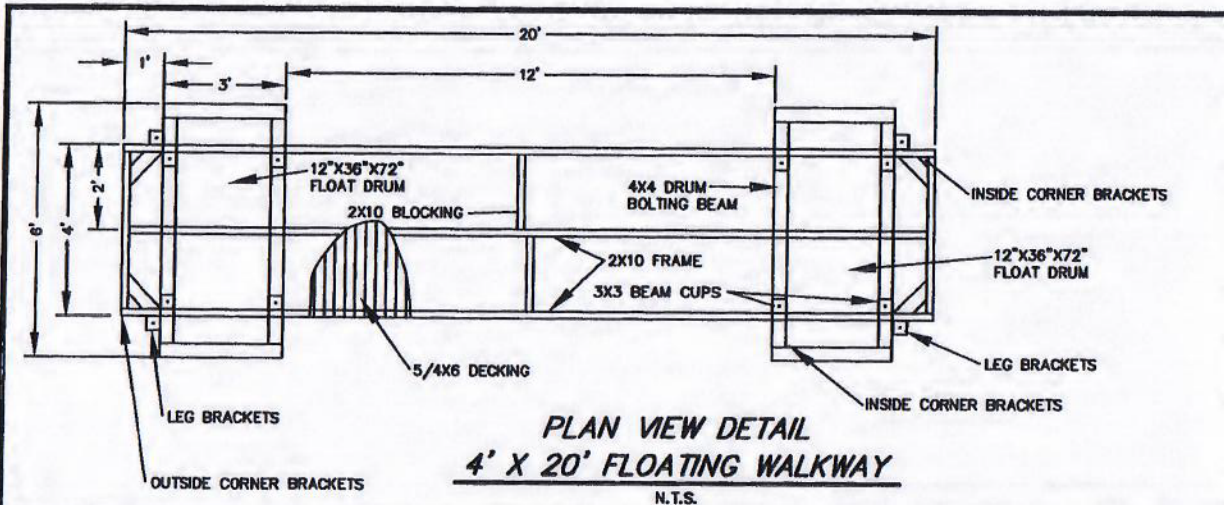 20'
1'
3'
12'
6'
4'
2'
12"X36"X72"
FLOAT DRUM
2X10 BLOCKING
4X4 DRUM
BOLTING BEAM
INSIDE CORNER BRACKETS
2X10 FRAME
12"X36"X72"
FLOAT DRUM
3X3 BEAM CUPS
5/4X6 DECKING
LEG BRACKETS
LEG BRACKETS
INSIDE CORNER BRACKETS
OUTSIDE CORNER BRACKETS
PLAN VIEW DETAIL
4' X 20' FLOATING WALKWAY
N.T.S.